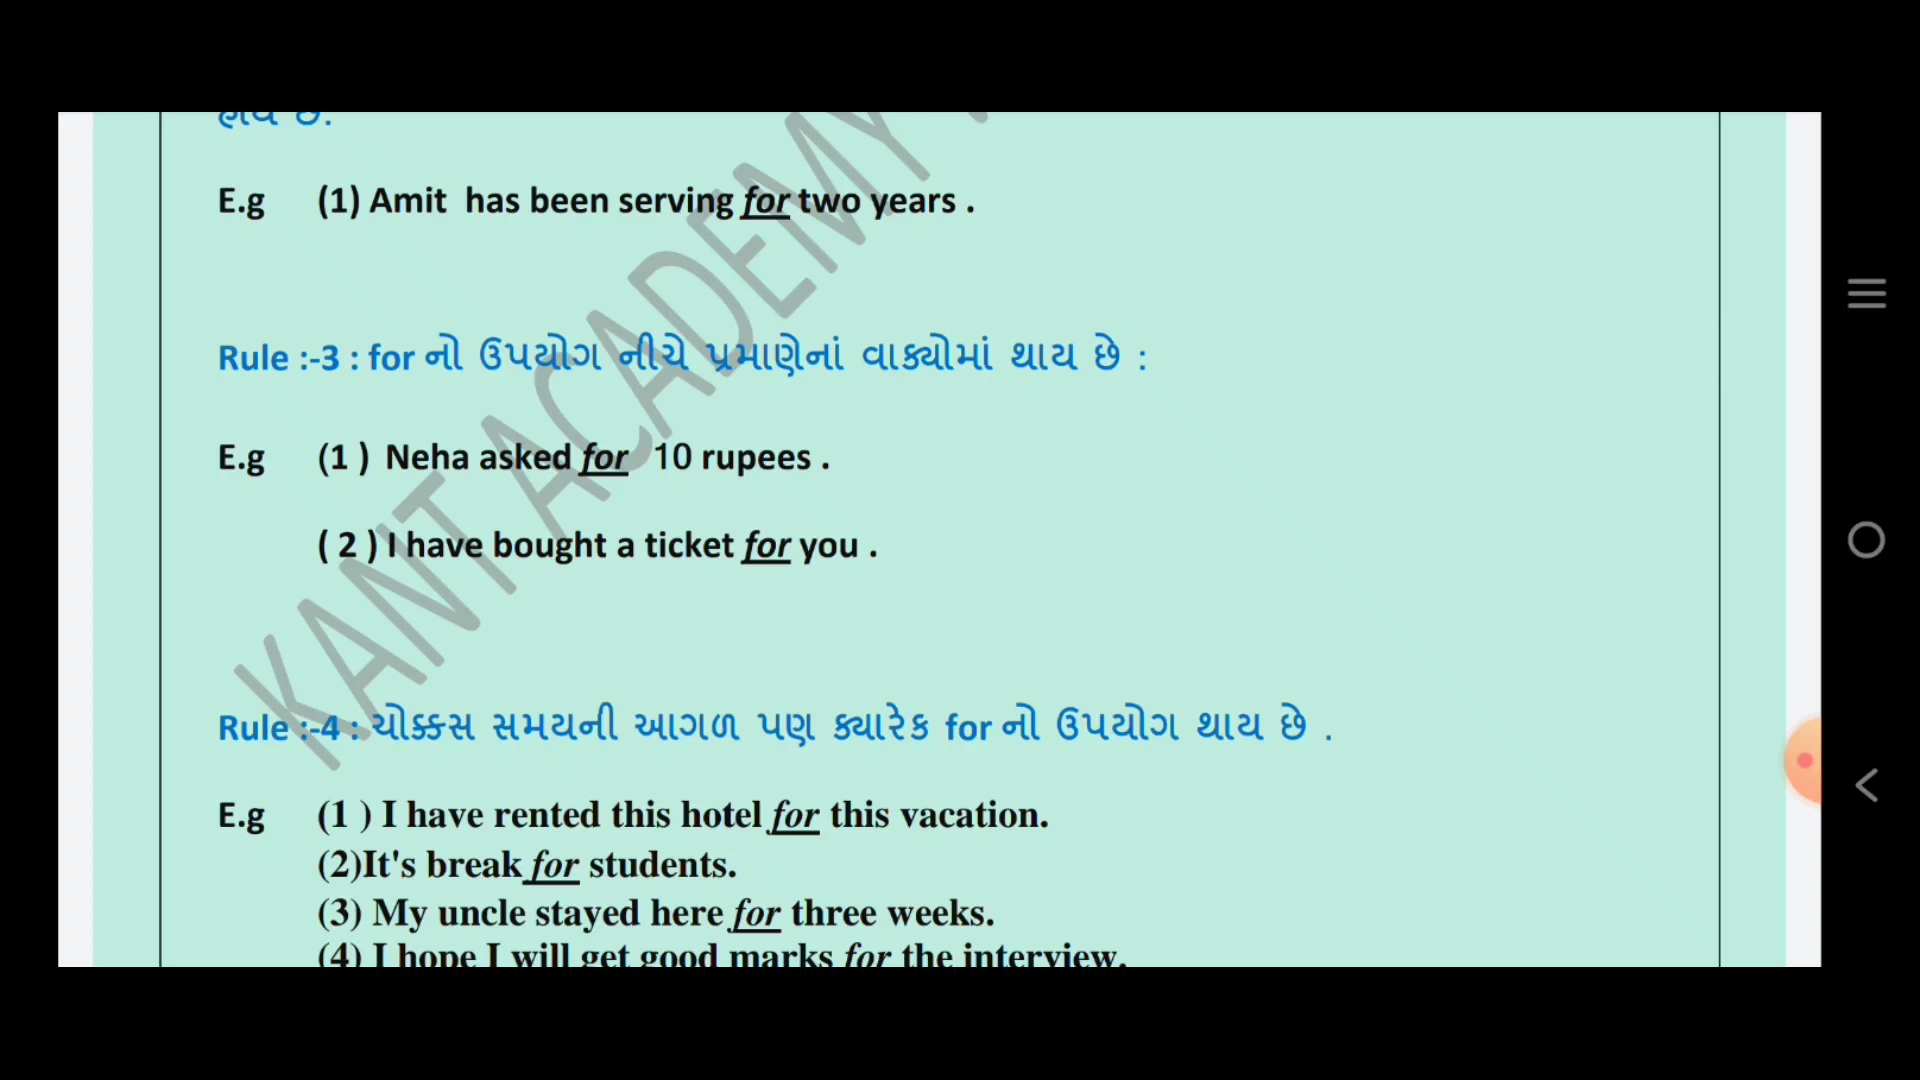 E.g (1) Amit has been serving for two years .
Rule :-3 : for નો ઉપયોગ નીચે પ્રમાણેનાં વાક્યોમાં થાય છે :
E.g (1 ) Neha asked for 10 rupees .
( 2 ) I have bought a ticket for you .
Rule :-4 : ચોક્કસ સમયની આગળ પણ ક્યારેક for નો ઉપયોગ થાય છે .
E.g (1 ) I have rented this hotel for this vacation.
(2)It's break for students.
(3) My uncle stayed here for three weeks.
(4) I hope I will get good marks for the interview.
KANT ACADEMY